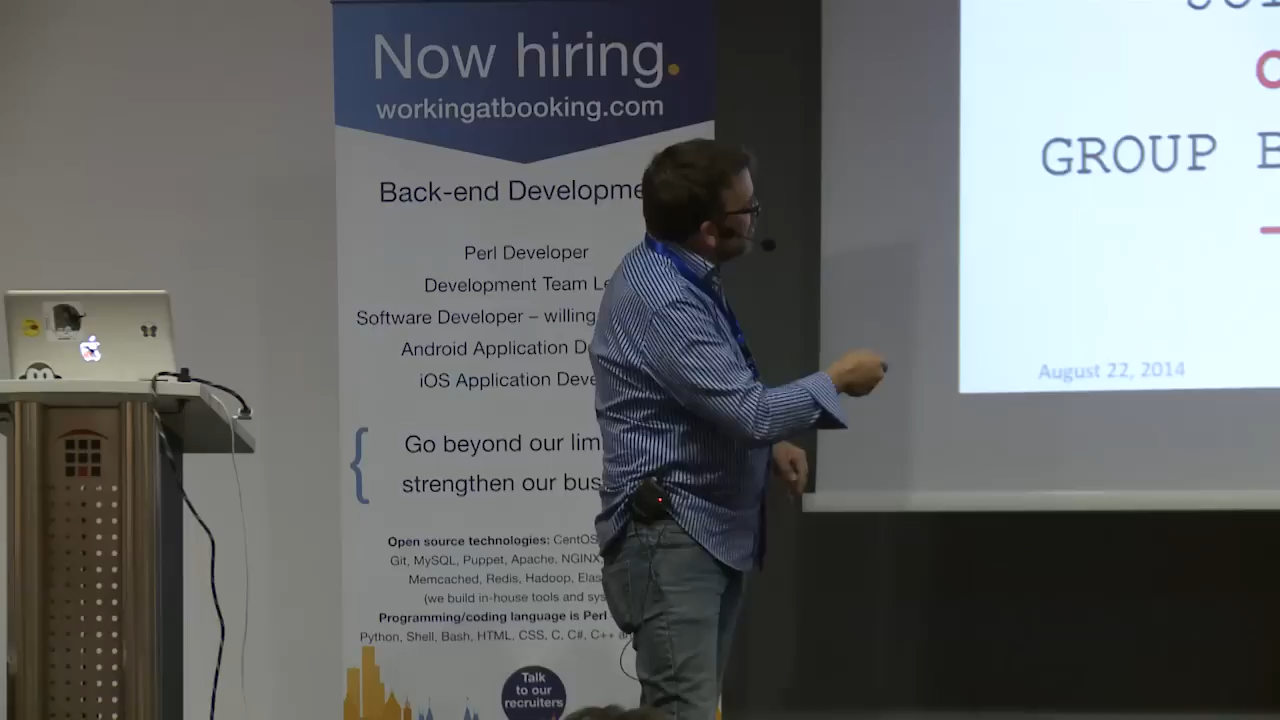 Now hiring.
workingatbooking.com
Back-end Developme
Perl Developer
Development Team Le
Software Developer – willing
Android Application De
iOS Application Deve
{ Go beyond our lim
strengthen our bus
Open source technologies: CentOS
Git, MySQL, Puppet, Apache, NGINX,
Memcached, Redis, Hadoop, Elas
(we build in-house tools and sys
Programming/coding language is Perl
Python, Shell, Bash, HTML, CSS, C, C#, C++
Talk
to our
recruiters
GROUP
August 22, 2014